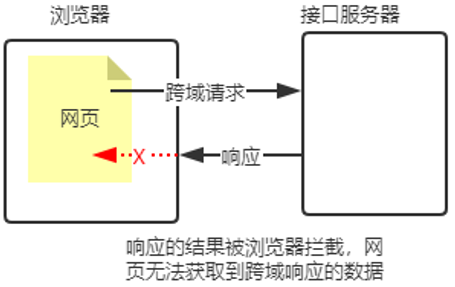 浏览器
接口服务器
跨域请求
网页
X
响应
响应的结果被浏览器拦截，网
页无法获取到跨域响应的数据